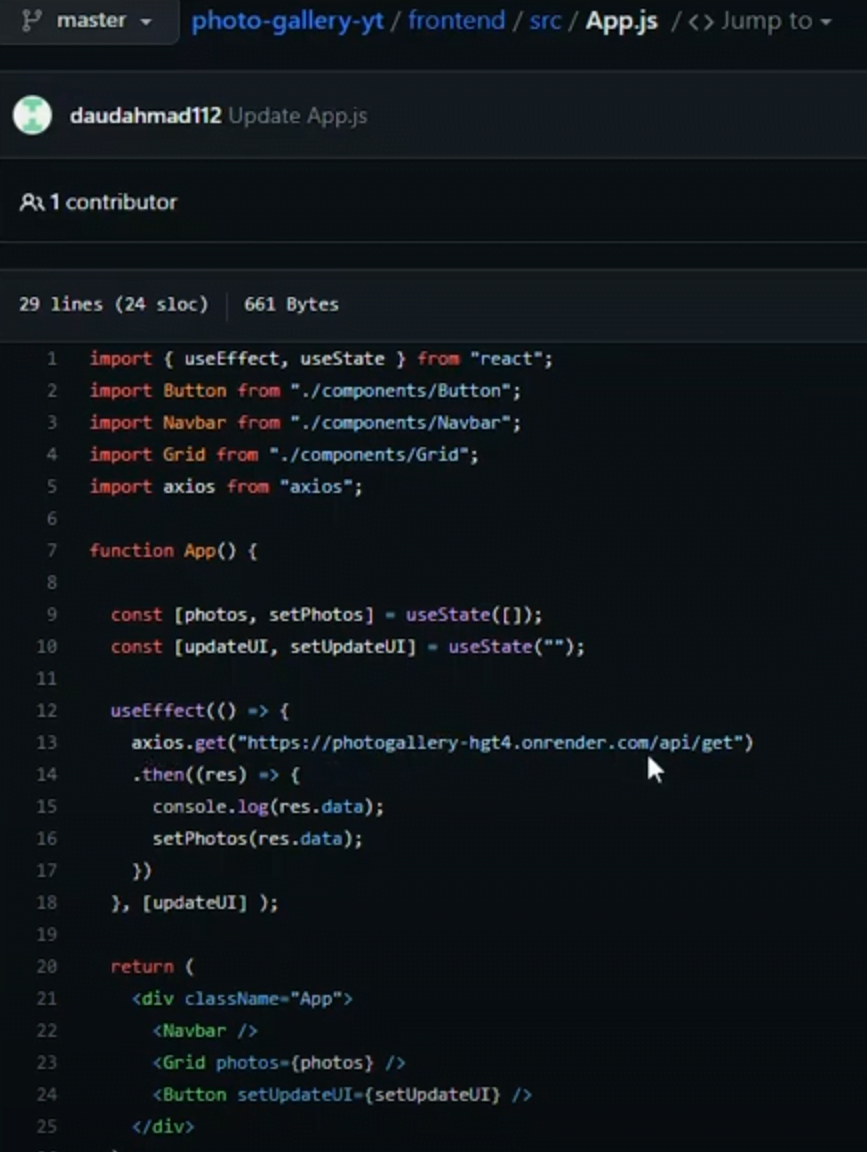 master
photo-gallery-yt / frontend / src / App.js / <> Jump to
daudahmad112 Update App.js
1 contributor
29 lines (24 sloc) 661 Bytes
1 import { useEffect, useState } from "react";
2 import Button from "./components/Button";
3 import Navbar from "./components/Navbar";
4 import Grid from "./components/Grid";
5 import axios from "axios";
6
7 function App() {
8
9   const [photos, setPhotos] = useState([]);
10   const [updateUI, setUpdateUI] = useState("");
11
12   useEffect(() => {
13     axios.get("https://photogallery-hgt4.onrender.com/api/get")
14     .then((res) => {
15       console.log(res.data);
16       setPhotos(res.data);
17     })
18   }, [updateUI] );
19
20   return (
21     <div className="App">
22       <Navbar />
23       <Grid photos={photos} />
24       <Button setUpdateUI={setUpdateUI} />
25     </div>